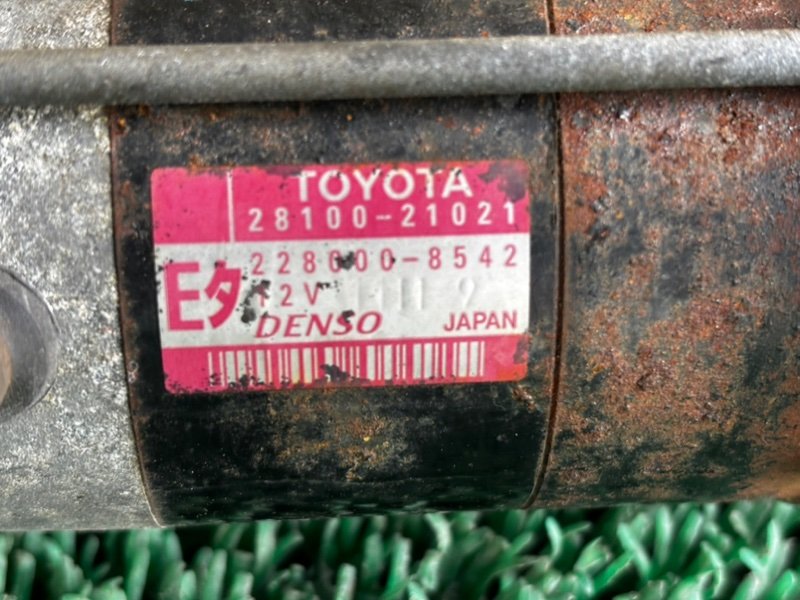 TOYOTA
28100-21021
228000-8542
Eタ
12V
DENSO JAPAN